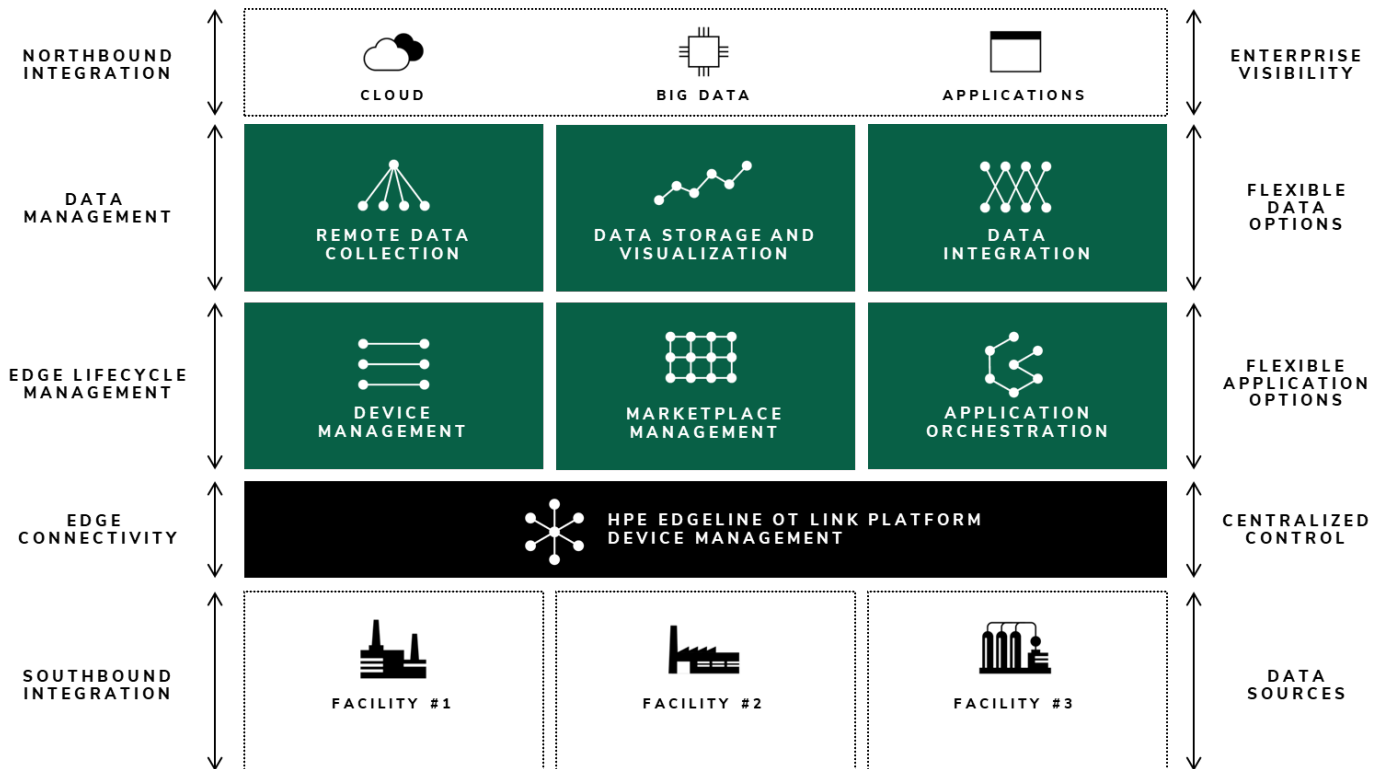 NORTHBOUND
INTEGRATION
CLOUD
BIG DATA
APPLICATIONS
ENTERPRISE
VISIBILITY
DATA
MANAGEMENT
REMOTE DATA
COLLECTION
DATA STORAGE AND
VISUALIZATION
DATA
INTEGRATION
FLEXIBLE
DATA
OPTIONS
EDGE LIFECYCLE
MANAGEMENT
DEVICE
MANAGEMENT
MARKETPLACE
MANAGEMENT
APPLICATION
ORCHESTRATION
FLEXIBLE
APPLICATION
OPTIONS
EDGE
CONNECTIVITY
HPE EDGELINE OT LINK PLATFORM
DEVICE MANAGEMENT
CENTRALIZED
CONTROL
SOUTHBOUND
INTEGRATION
FACILITY #1
FACILITY #2
FACILITY #3
DATA
SOURCES